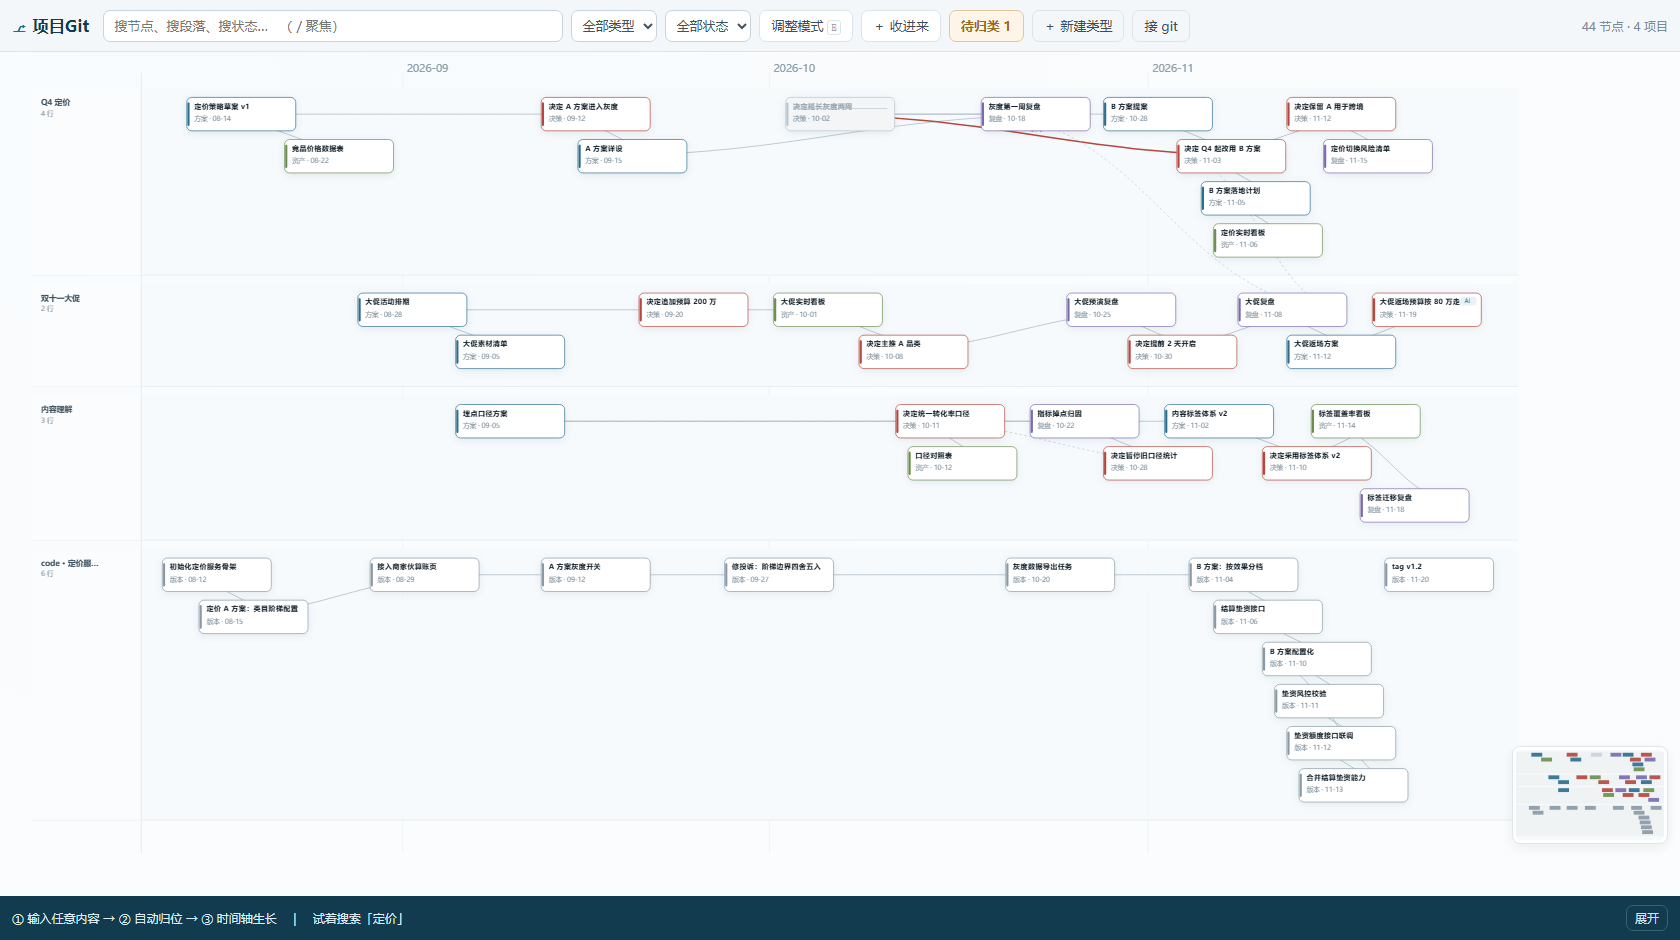 项目Git
搜节点、搜段落、搜状态… （ / 聚焦）
全部类型
全部状态
调整模式 E
+ 收进来
待归类 1
+ 新建类型
接 git
44 节点 · 4 项目
2026-09
2026-10
2026-11
Q4 定价
4 行
定价策略草案 v1
方案 · 08-14
竞品价格数据表
资产 · 08-22
决定 A 方案进入灰度
决策 · 09-12
A 方案详设
方案 · 09-15
决定延长灰度两周
决策 · 10-02
灰度第一周复盘
复盘 · 10-18
B 方案提案
方案 · 10-28
决定 Q4 起改用 B 方案
决策 · 11-03
B 方案落地计划
方案 · 11-05
定价实时看板
资产 · 11-06
决定保留 A 用于跨境
决策 · 11-12
定价切换风险清单
复盘 · 11-15
双十一大促
2 行
大促活动排期
方案 · 08-28
大促素材清单
方案 · 09-05
决定追加预算 200 万
决策 · 09-20
大促实时看板
资产 · 10-01
决定主推 A 品类
决策 · 10-08
大促预演复盘
复盘 · 10-25
决定提前 2 天开启
决策 · 10-30
大促复盘
复盘 · 11-08
大促返场方案
方案 · 11-12
大促返场预算按 80 万走 AI
决策 · 11-19
内容理解
3 行
埋点口径方案
方案 · 09-05
决定统一转化率口径
决策 · 10-11
口径对照表
资产 · 10-12
指标掉点归因
复盘 · 10-22
决定暂停旧口径统计
决策 · 10-28
内容标签体系 v2
方案 · 11-02
决定采用标签体系 v2
决策 · 11-10
标签覆盖率看板
资产 · 11-14
标签迁移复盘
复盘 · 11-18
code · 定价服…
6 行
初始化定价服务骨架
版本 · 08-12
定价 A 方案：类目阶梯配置
版本 · 08-15
接入商家伙算账页
版本 · 08-29
A 方案灰度开关
版本 · 09-12
修投诉：阶梯边界四舍五入
版本 · 09-27
灰度数据导出任务
版本 · 10-20
B 方案：按效果分档
版本 · 11-04
结算垫资接口
版本 · 11-06
B 方案配置化
版本 · 11-10
垫资风控校验
版本 · 11-11
垫资额度接口联调
版本 · 11-12
合并结算垫资能力
版本 · 11-13
tag v1.2
版本 · 11-20
① 输入任意内容 → ② 自动归位 → ③ 时间轴生长 | 试着搜索「定价」
展开